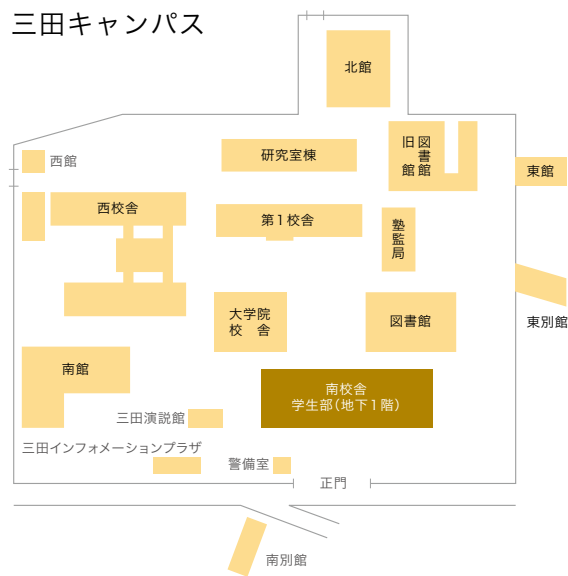 三田キャンパス
北館
研究室棟
図書館
旧館
東館
西館
西校舎
第1校舎
塾監局
大学院
校 舎
図書館
東別館
南館
南校舎
学生部(地下1階)
三田演説館
三田インフォメーションプラザ
警備室
正門
南別館